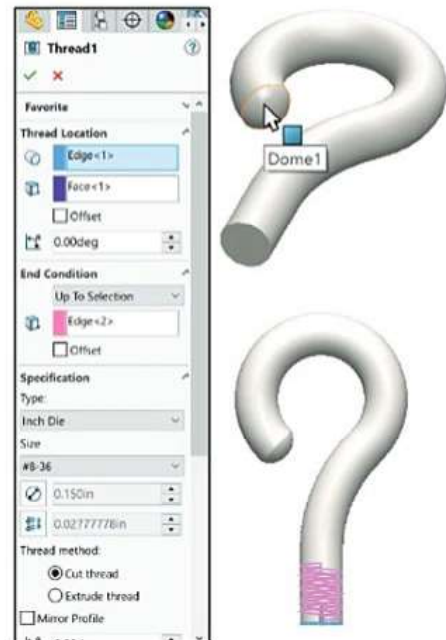 Thread1
Favorite
Thread Location
Edge<1>
Face<1>
Offset
0.00deg
End Condition
Up To Selection
Edge<2>
Offset
Specification
Type:
Inch Die
Size
#8-36
0.150in
0.02777778in
Thread method:
Cut thread
Extrude thread
Mirror Profile
Dome1